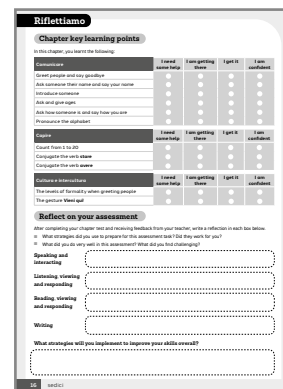 Riflettiamo
Chapter key learning points
In this chapter, you learnt the following:
Comunicare
I need some help
I am getting there
I get it
I am confident
Greet people and say goodbye
Ask someone their name and say your name
Introduce someone
Ask and give ages
Ask how someone is and say how you are
Pronounce the alphabet
Capire
I need some help
I am getting there
I get it
I am confident
Count from 1 to 20
Conjugate the verb stare
Conjugate the verb avere
Cultura e intercultura
I need some help
I am getting there
I get it
I am confident
The levels of formality when greeting people
The gesture Vieni qui!
Reflect on your assessment
After completing your chapter test and receiving feedback from your teacher, write a reflection in each box below.
What strategies did you use to prepare for this assessment task? Did they work for you?
What did you do very well in this assessment? What did you find challenging?
Speaking and
interacting
Listening, viewing
and responding
Reading, viewing
and responding
Writing
What strategies will you implement to improve your skills overall?
16 sedici